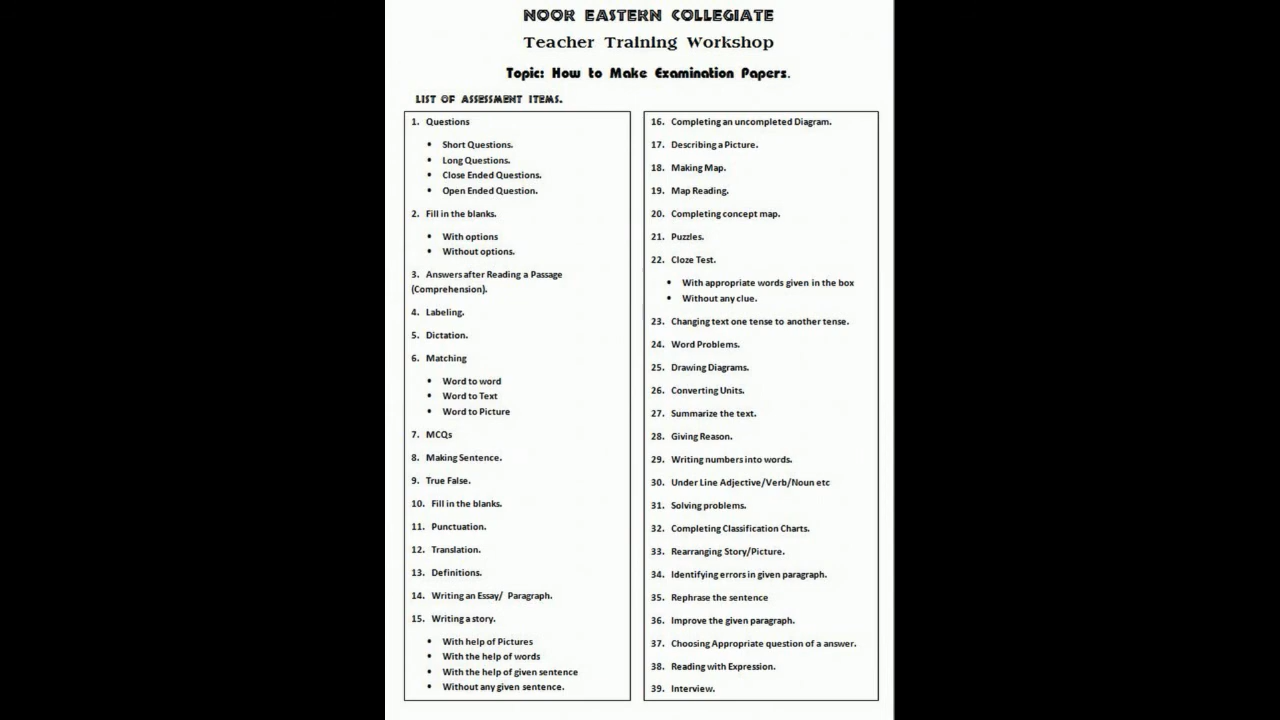 NOOR EASTERN COLLEGIATE
Teacher Training Workshop
Topic: How to Make Examination Papers.
LIST OF ASSESSMENT ITEMS.
1. Questions
• Short Questions.
• Long Questions.
• Close Ended Questions.
• Open Ended Question.
2. Fill in the blanks.
• With options
• Without options.
3. Answers after Reading a Passage
(Comprehension).
4. Labeling.
5. Dictation.
6. Matching
• Word to word
• Word to Text
• Word to Picture
7. MCQs
8. Making Sentence.
9. True False.
10. Fill in the blanks.
11. Punctuation.
12. Translation.
13. Definitions.
14. Writing an Essay/ Paragraph.
15. Writing a story.
• With help of Pictures
• With the help of words
• With the help of given sentence
• Without any given sentence.
16. Completing an uncompleted Diagram.
17. Describing a Picture.
18. Making Map.
19. Map Reading.
20. Completing concept map.
21. Puzzles.
22. Cloze Test.
• With appropriate words given in the box
• Without any clue.
23. Changing text one tense to another tense.
24. Word Problems.
25. Drawing Diagrams.
26. Converting Units.
27. Summarize the text.
28. Giving Reason.
29. Writing numbers into words.
30. Under Line Adjective/Verb/Noun etc
31. Solving problems.
32. Completing Classification Charts.
33. Rearranging Story/Picture.
34. Identifying errors in given paragraph.
35. Rephrase the sentence
36. Improve the given paragraph.
37. Choosing Appropriate question of a answer.
38. Reading with Expression.
39. Interview.